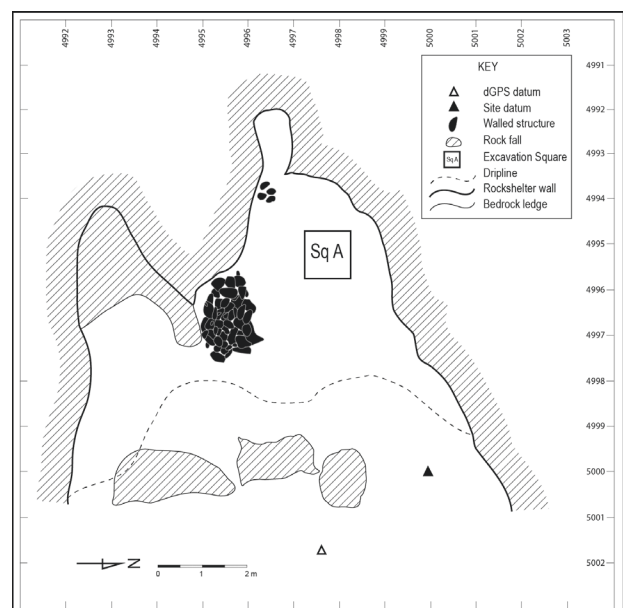 4992 4993 4994 4995 4996 4997 4998 4999 5000 5001 5002 5003
4991
4992
4993
4994
4995
4996
4997
4998
4999
5000
5001
5002
KEY
dGPS datum
Site datum
Walled structure
Rock fall
Sq A Excavation Square
Dripline
Rockshelter wall
Bedrock ledge
Sq A
N
0 1 2 m